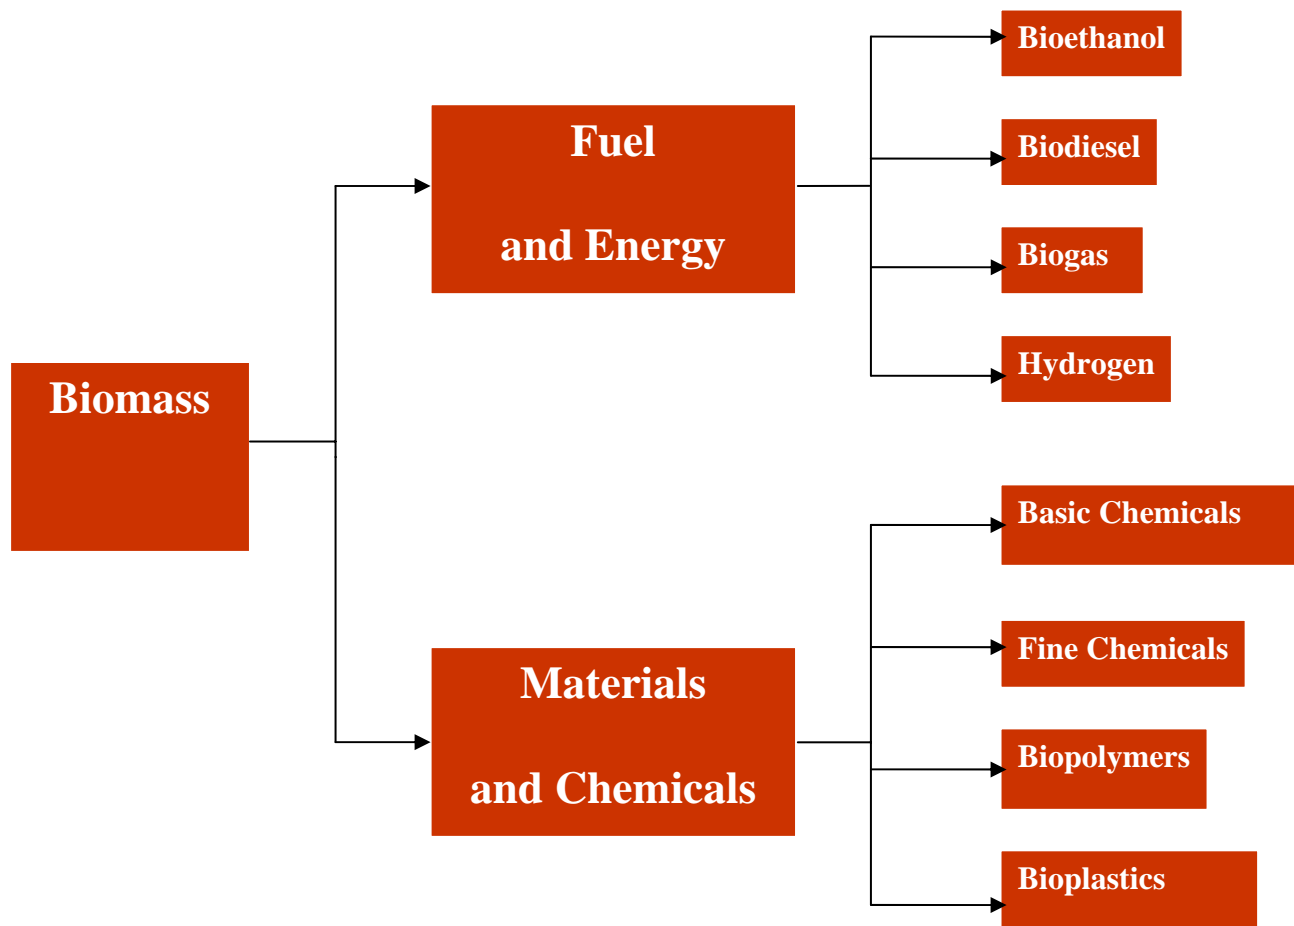 Biomass
Fuel
and Energy
Bioethanol
Biodiesel
Biogas
Hydrogen
Materials
and Chemicals
Basic Chemicals
Fine Chemicals
Biopolymers
Bioplastics